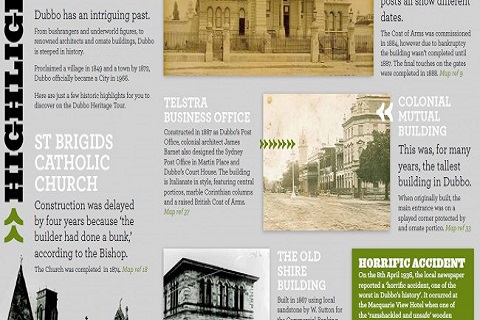 HIGHLIG
Dubbo has an intriguing past.
From bushrangers and underworld figures, to
renowned architects and ornate buildings, Dubbo
is steeped in history.
Proclaimed a village in 1849 and a town by 1872,
Dubbo officially became a City in 1966.
Here are just a few historic highlights for you to
discover on the Dubbo Heritage Tour.
ST BRIGIDS
CATHOLIC
CHURCH
Construction was delayed
by four years because 'the
builder had done a bunk,'
according to the Bishop.
The Church was completed in 1874. Map ref 18
TELSTRA
BUSINESS OFFICE
Constructed in 1887 as Dubbo's Post
Office, colonial architect James
Barnet also designed the Sydney
Post Office in Martin Place and
Dubbo's Court House. The building
is Italianate in style, featuring central
porticos, marble Corinthian columns
and a raised British Coat of Arms.
Map ref 37
posts all show different
dates.
The Coat of Arms was commissioned
in 1884, however due to bankruptcy
the building wasn't completed until
1887. The final touches on the gates
were completed in 1888. Map ref 9
COLONIAL
MUTUAL
BUILDING
This was, for many
years, the tallest
building in Dubbo.
When originally built, the
main entrance was on a
splayed corner protected by
and ornate portico. Map ref 33
THE OLD
SHIRE
BUILDING
Built in 1867 using local
sandstone by W. Sutton for
the Commercial Banking
HORRIFIC ACCIDENT
On the 8th April 1936, the local newspaper
reported a 'horrific accident, one of the
worst in Dubbo's history'. It occurred at
the Macquarie View Hotel when one of
the 'ramshackled and unsafe' wooden